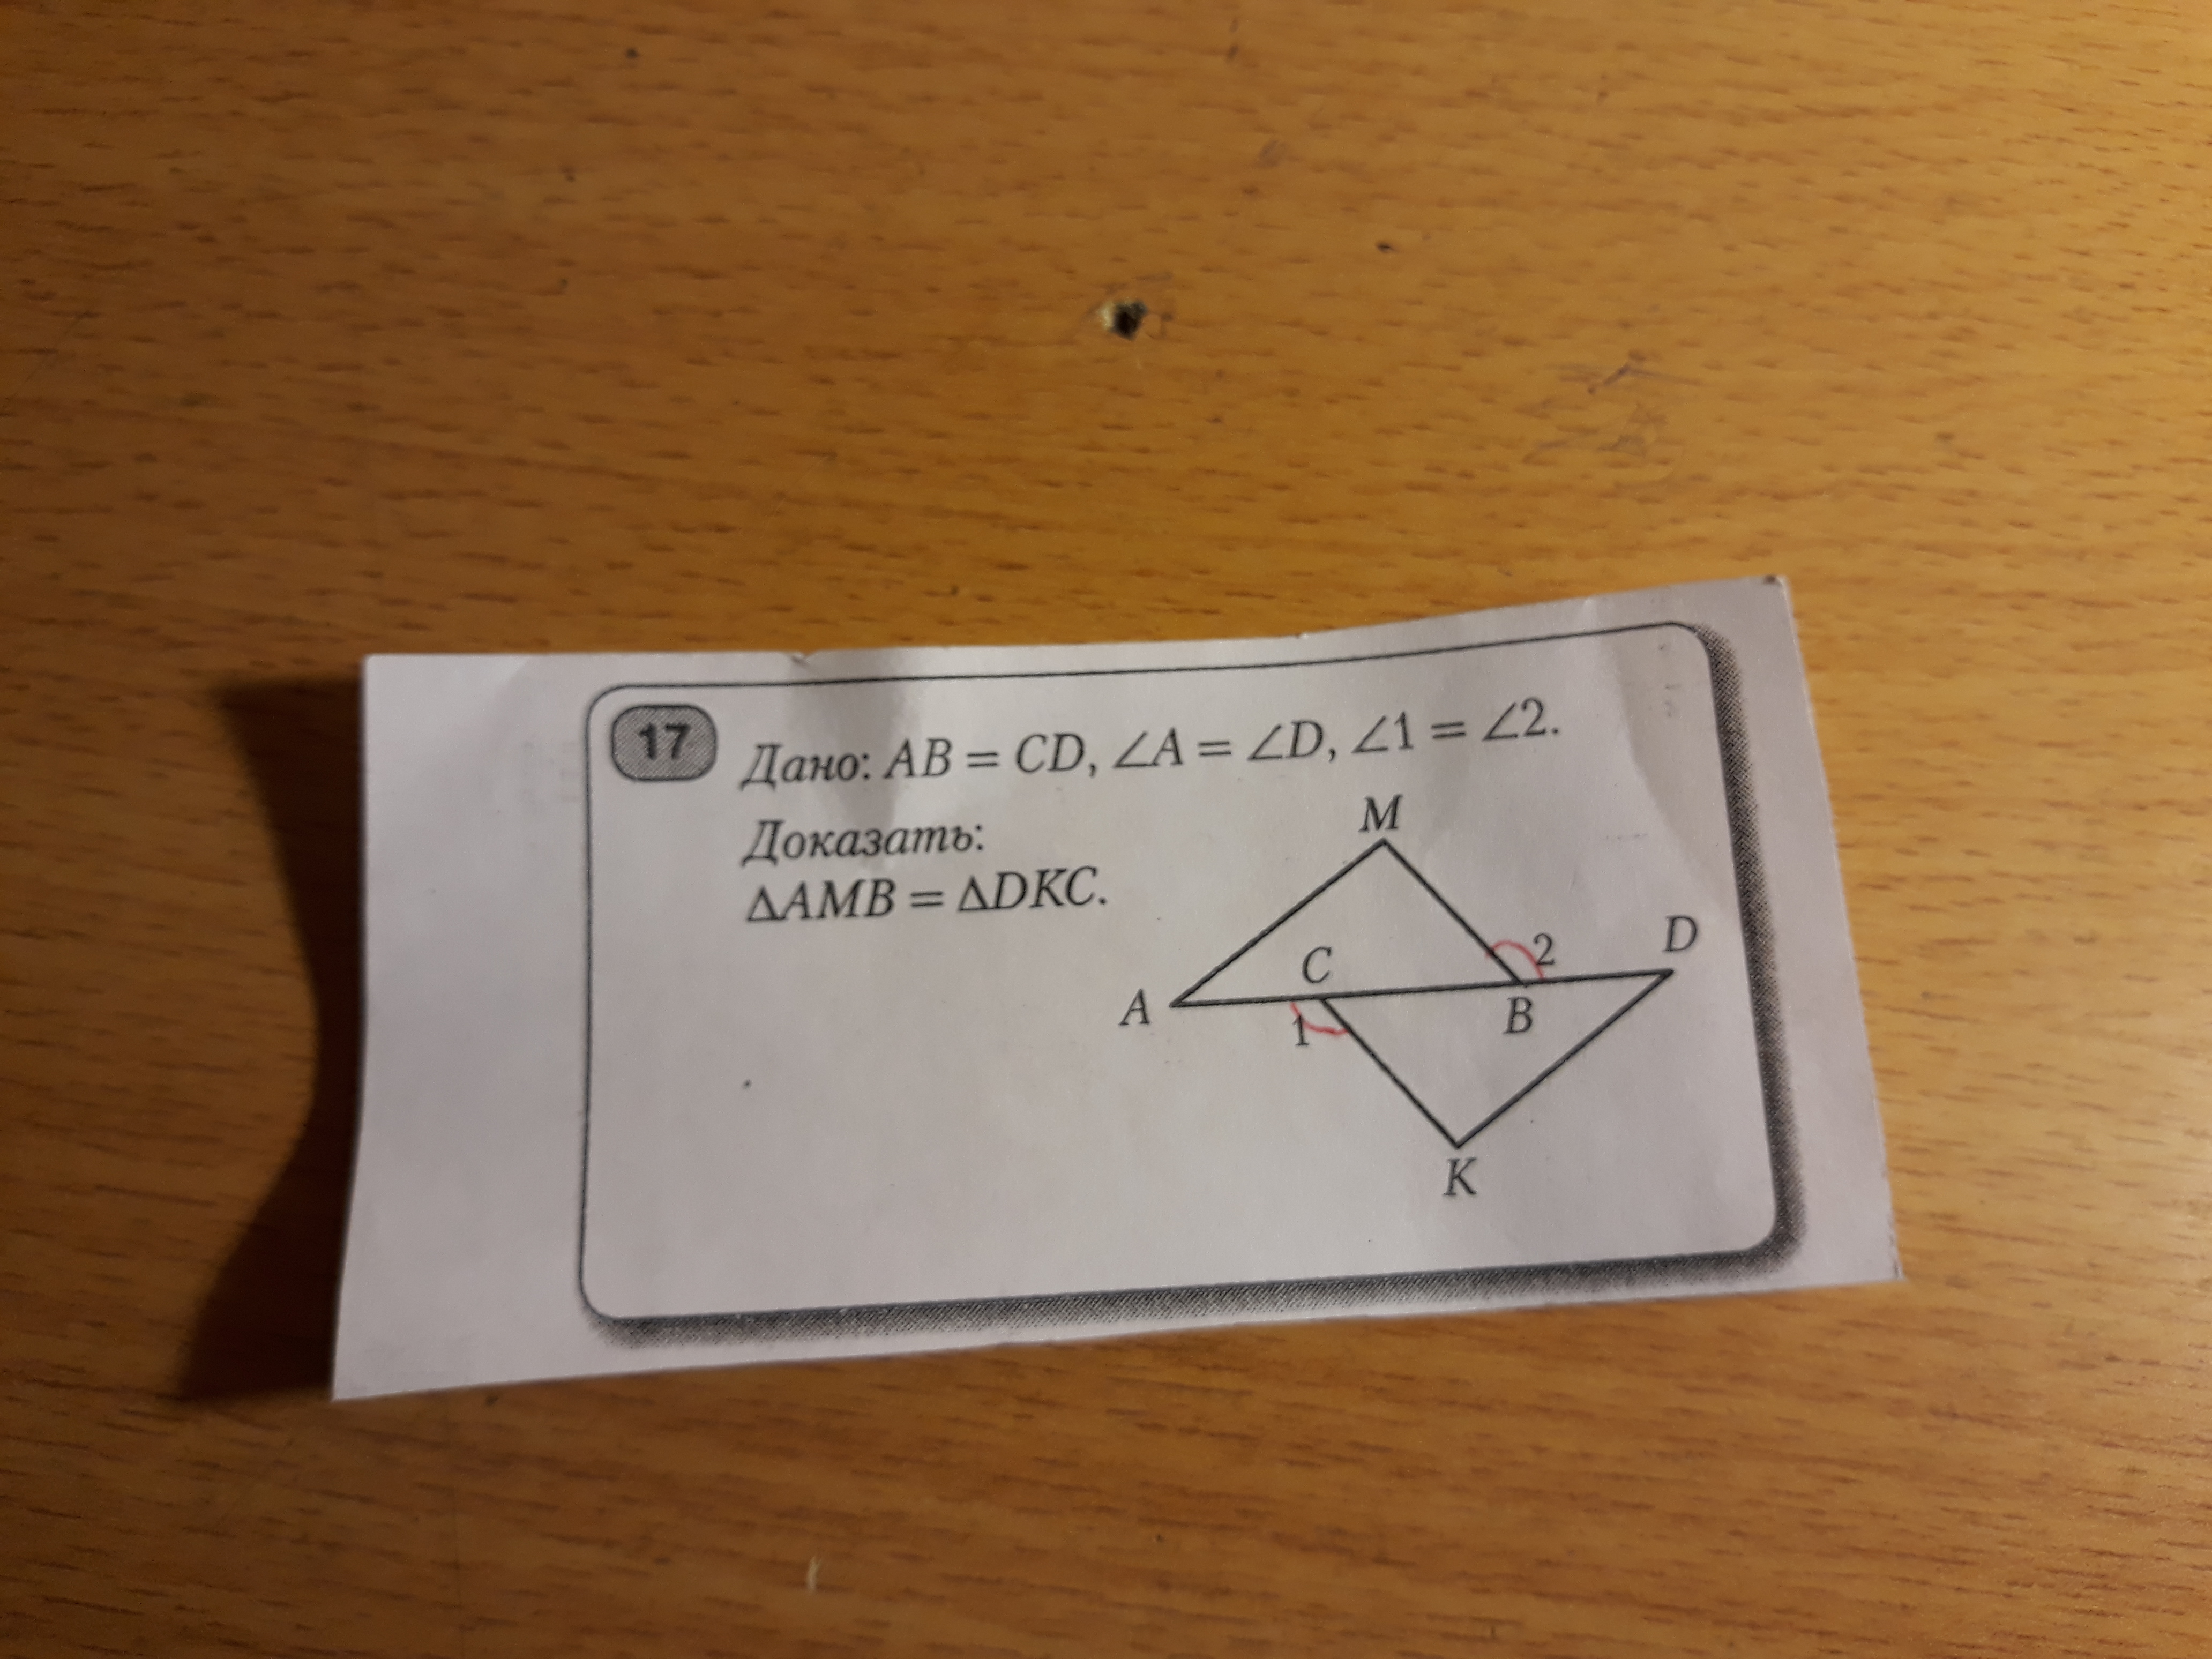 17 Дано: AB = CD, ∠A = ∠D, ∠1 = ∠2.
Доказать:
ΔAMB = ΔDKC.
M
C
2
D
A
1
B
K